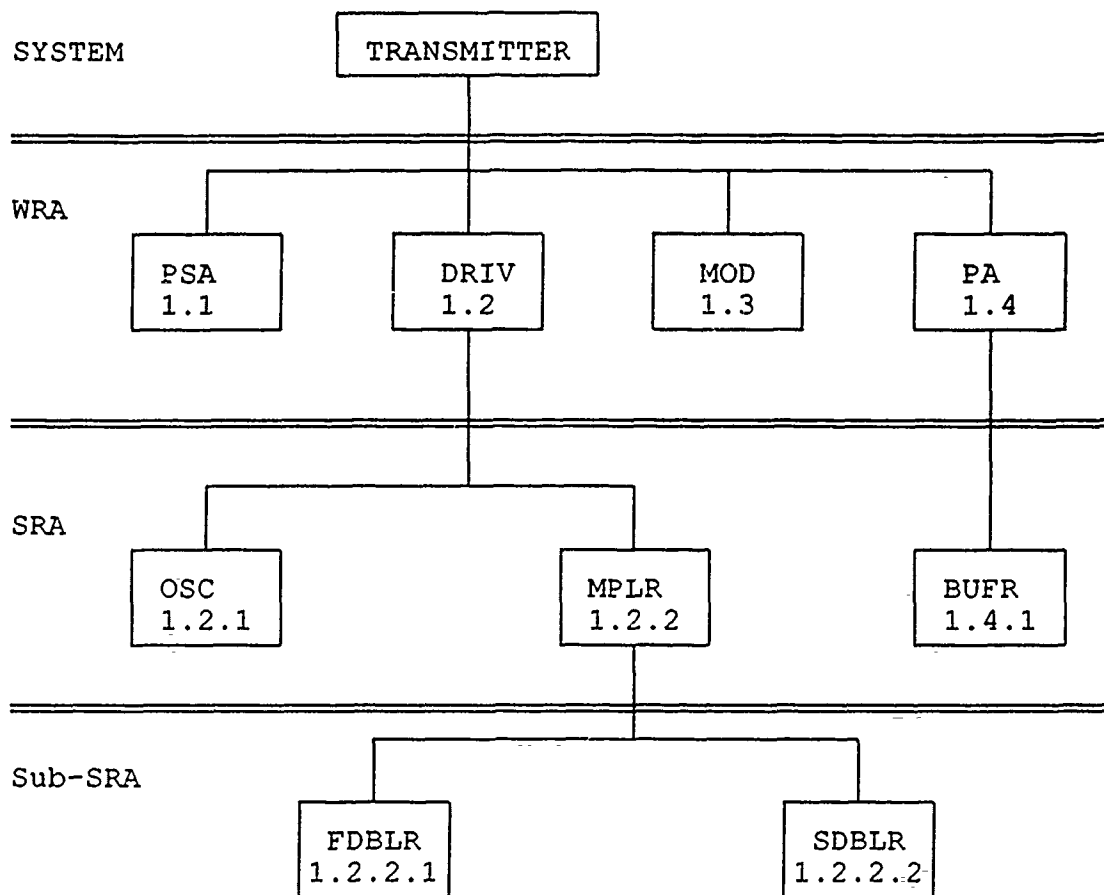 SYSTEM
TRANSMITTER
WRA
PSA
1.1
DRIV
1.2
MOD
1.3
PA
1.4
SRA
OSC
1.2.1
MPLR
1.2.2
BUFR
1.4.1
Sub-SRA
FDBLR
1.2.2.1
SDBLR
1.2.2.2